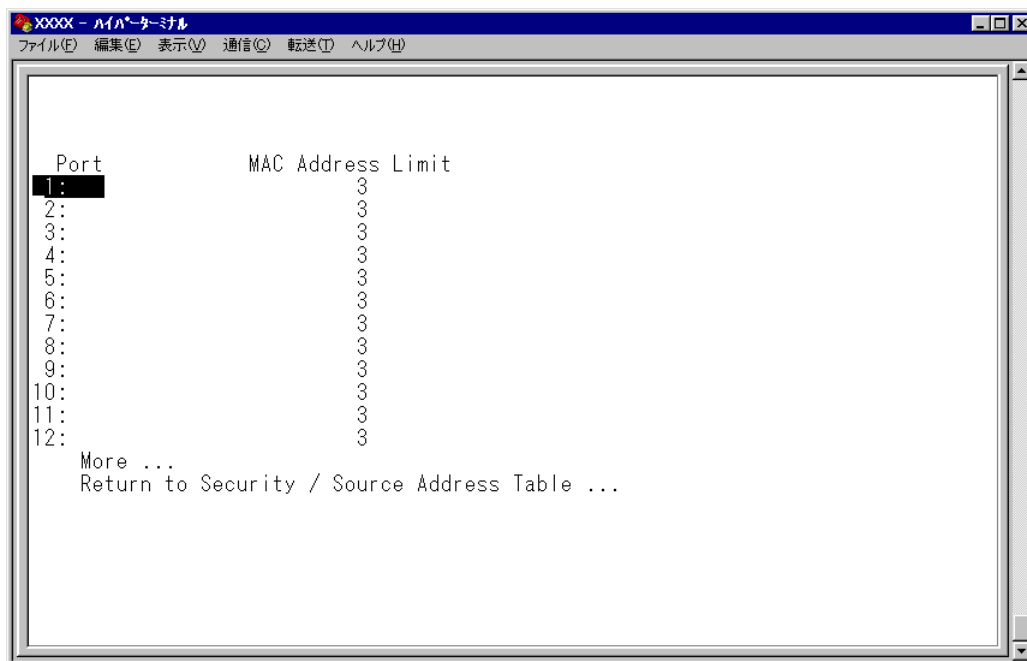 XXXX - ハイパーターミナル
ファイル(F) 編集(E) 表示(V) 通信(C) 転送(T) ヘルプ(H)
Port MAC Address Limit
1: 3
2: 3
3: 3
4: 3
5: 3
6: 3
7: 3
8: 3
9: 3
10: 3
11: 3
12: 3
More ...
Return to Security / Source Address Table ...